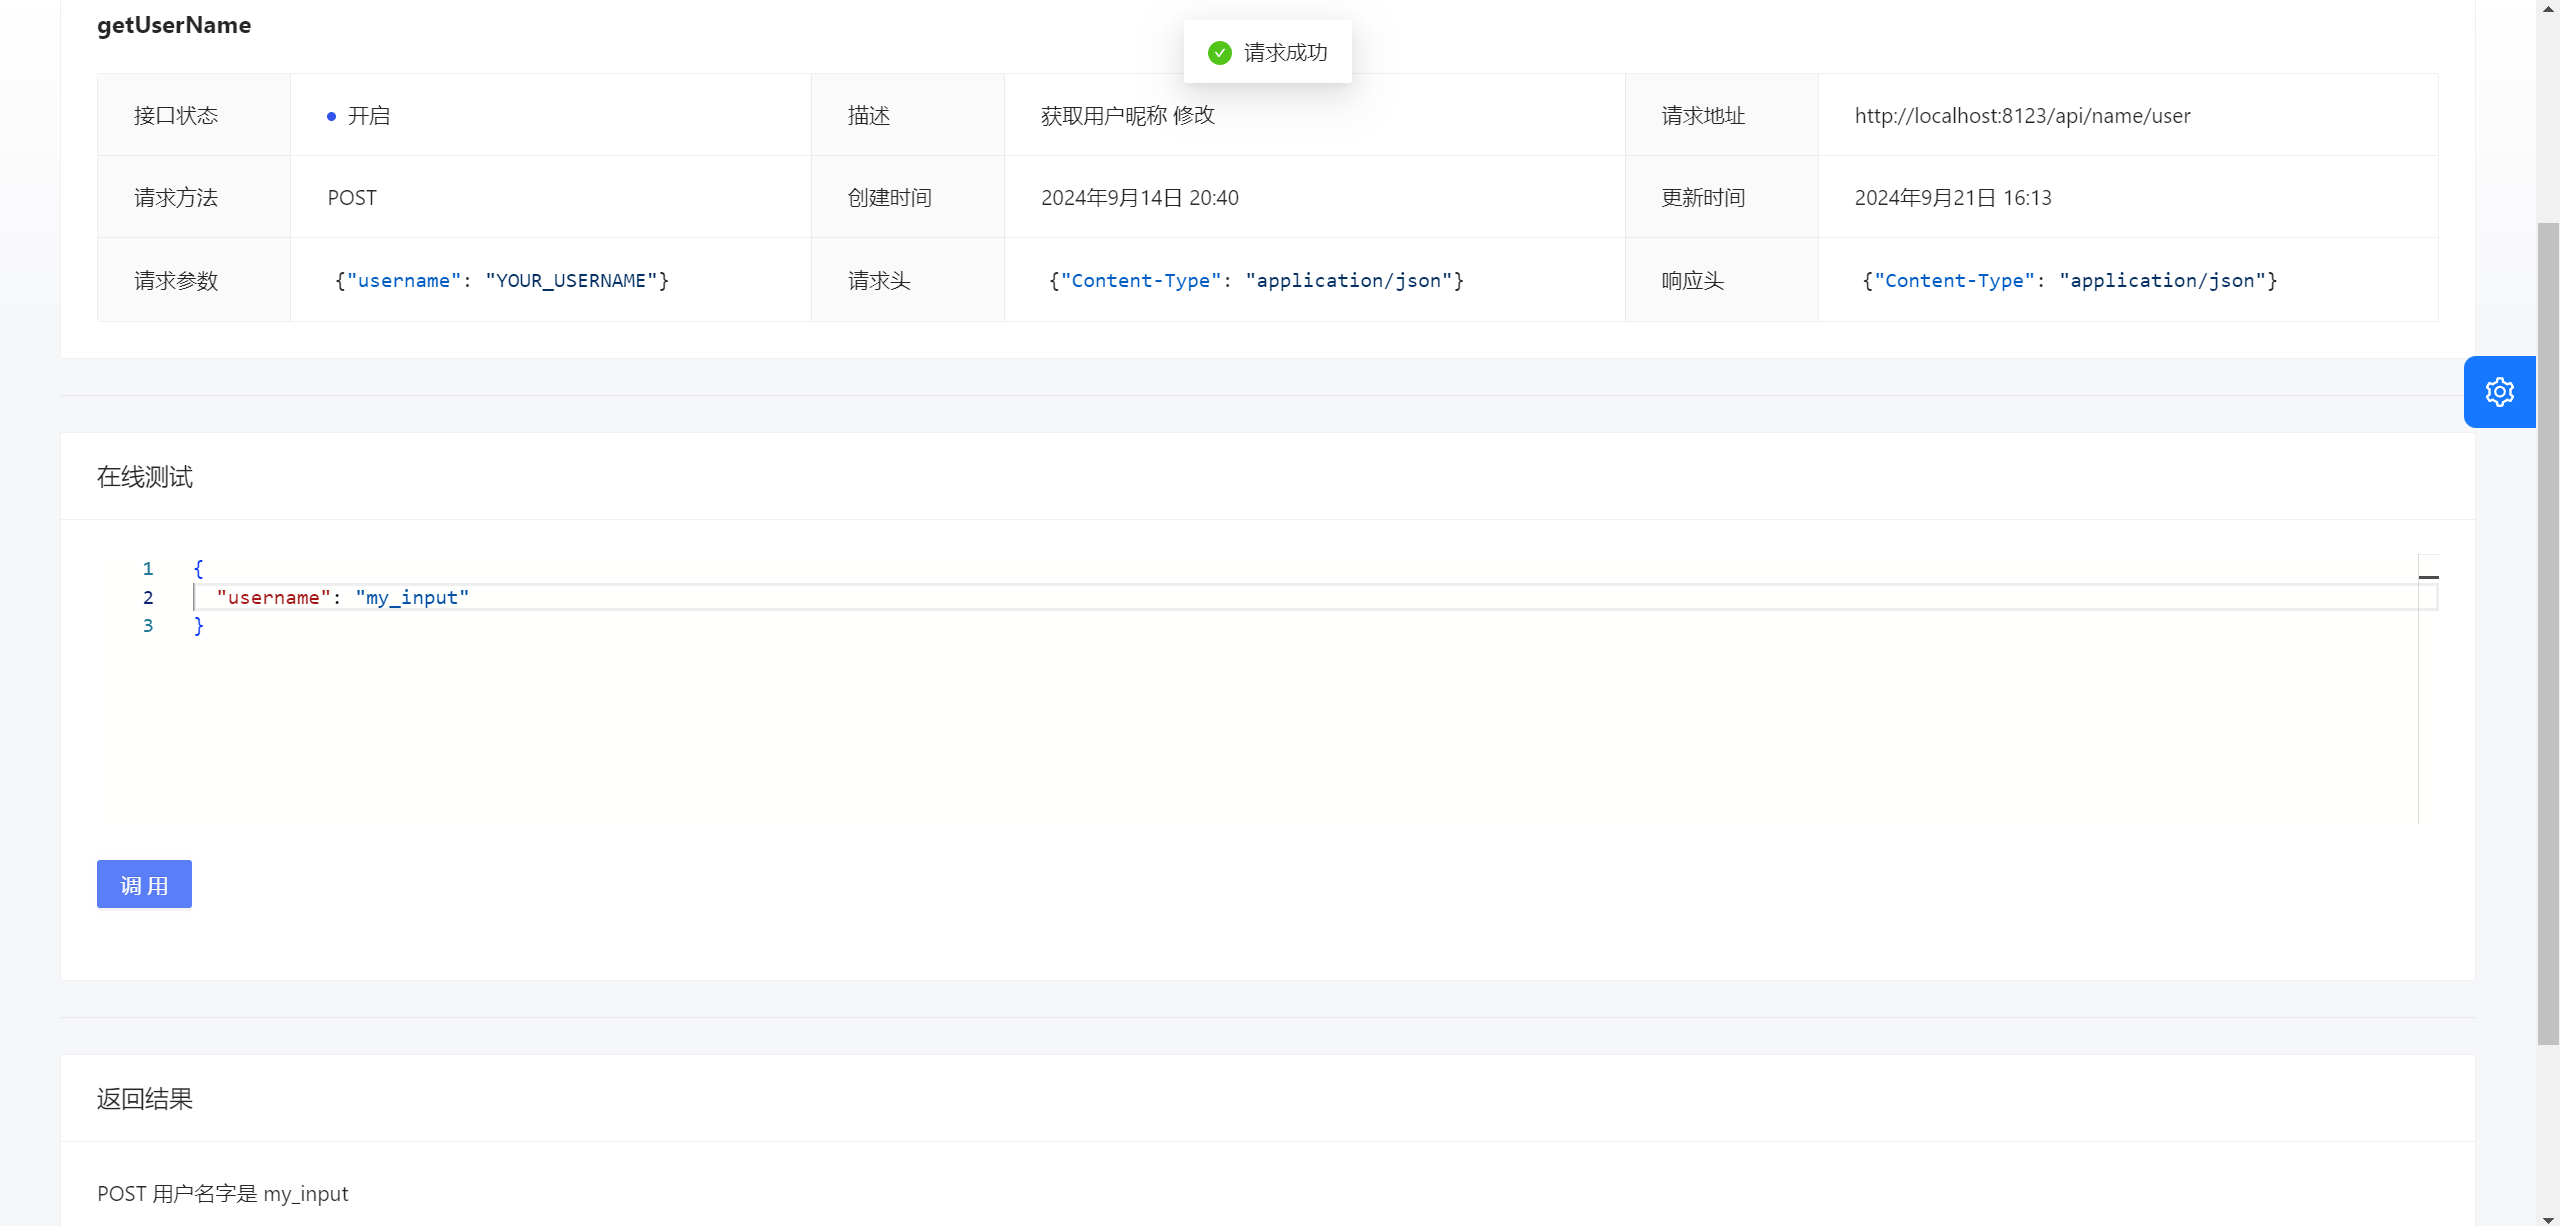 getUserName
请求成功
接口状态 开启 描述 获取用户昵称 修改 请求地址 http://localhost:8123/api/name/user
请求方法 POST 创建时间 2024年9月14日 20:40 更新时间 2024年9月21日 16:13
请求参数 {"username": "YOUR_USERNAME"} 请求头 {"Content-Type": "application/json"} 响应头 {"Content-Type": "application/json"}
在线测试
1 {
2 "username": "my_input"
3 }
调 用
返回结果
POST 用户名字是 my_input